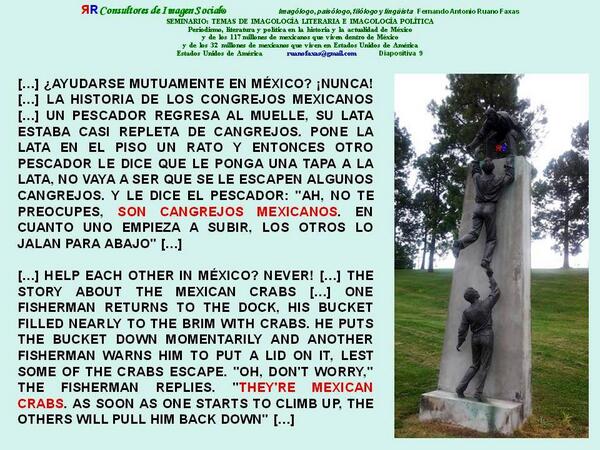 RR Consultores de Imagen Social® Imagólogo, paisólogo, filólogo y lingüista Fernando Antonio Ruano Faxas
SEMINARIO: TEMAS DE IMAGOLOGÍA LITERARIA E IMAGOLOGÍA POLÍTICA
Periodismo, literatura y política en la historia y la actualidad de México
y de los 117 millones de mexicanos que viven dentro de México
y de los 32 millones de mexicanos que viven en Estados Unidos de América
Estados Unidos de América ruanofaxas@gmail.com Diapositiva 9
[...] ¿AYUDARSE MUTUAMENTE EN MÉXICO? ¡NUNCA!
[...] LA HISTORIA DE LOS CONGREJOS MEXICANOS
[...] UN PESCADOR REGRESA AL MUELLE, SU LATA
ESTABA CASI REPLETA DE CANGREJOS. PONE LA
LATA EN EL PISO UN RATO Y ENTONCES OTRO
PESCADOR LE DICE QUE LE PONGA UNA TAPA A LA
LATA, NO VAYA A SER QUE SE LE ESCAPEN ALGUNOS
CANGREJOS. Y LE DICE EL PESCADOR: "AH, NO TE
PREOCUPES, SON CANGREJOS MEXICANOS. EN
CUANTO UNO EMPIEZA A SUBIR, LOS OTROS LO
JALAN PARA ABAJO" [...]
[...] HELP EACH OTHER IN MÉXICO? NEVER! [...] THE
STORY ABOUT THE MEXICAN CRABS [...] ONE
FISHERMAN RETURNS TO THE DOCK, HIS BUCKET
FILLED NEARLY TO THE BRIM WITH CRABS. HE PUTS
THE BUCKET DOWN MOMENTARILY AND ANOTHER
FISHERMAN WARNS HIM TO PUT A LID ON IT, LEST
SOME OF THE CRABS ESCAPE. "OH, DON'T WORRY,"
THE FISHERMAN REPLIES. "THEY'RE MEXICAN
CRABS. AS SOON AS ONE STARTS TO CLIMB UP, THE
OTHERS WILL PULL HIM BACK DOWN" [...]
RR